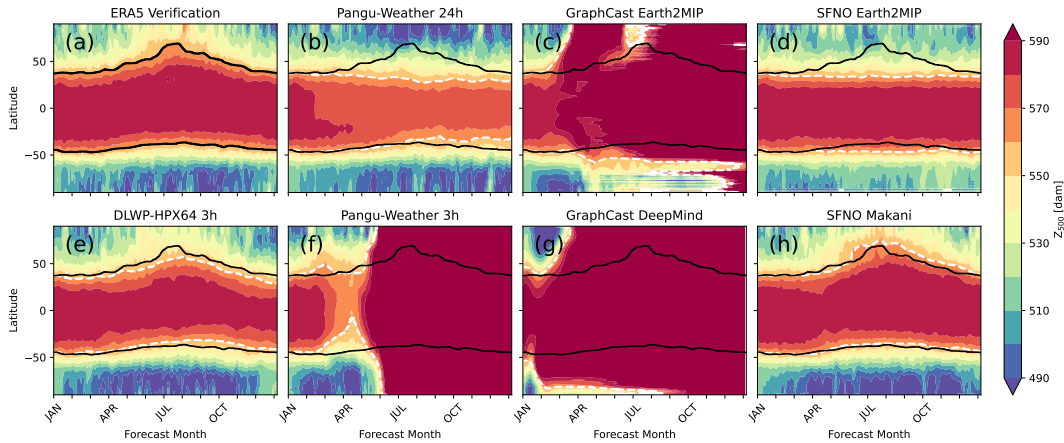 ERA5 Verification
Pangu-Weather 24h
GraphCast Earth2MIP
SFNO Earth2MIP
(a)
(b)
(c)
(d)
Latitude
50
0
−50
DLWP-HPX64 3h
Pangu-Weather 3h
GraphCast DeepMind
SFNO Makani
(e)
(f)
(g)
(h)
Latitude
50
0
−50
JAN
APR
JUL
OCT
JAN
APR
JUL
OCT
JAN
APR
JUL
OCT
JAN
APR
JUL
OCT
Forecast Month
Forecast Month
Forecast Month
Forecast Month
590
570
550
530
510
490
Z500 [dam]